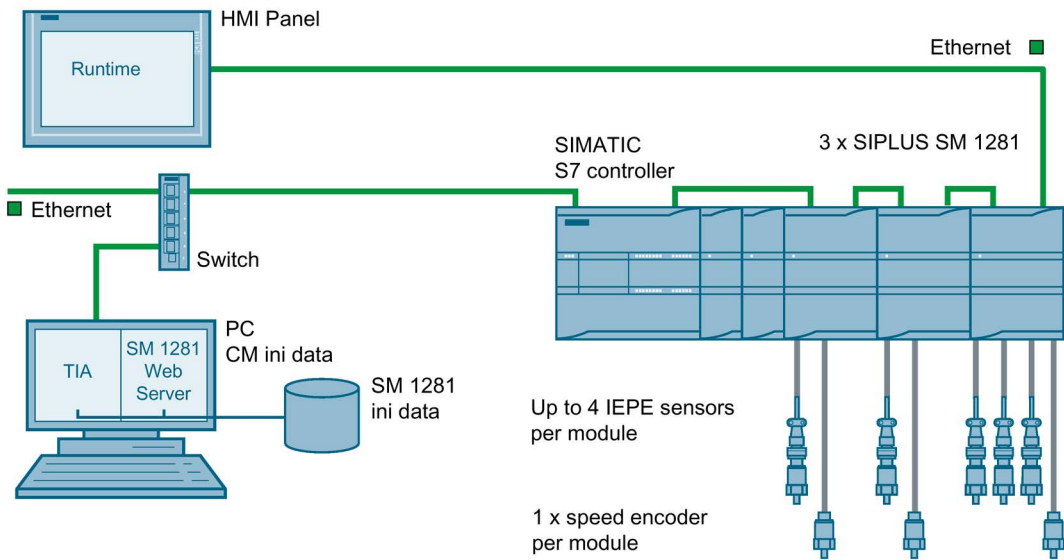 HMI Panel
Runtime
Ethernet
SIMATIC
S7 controller
3 x SIPLUS SM 1281
Ethernet
Switch
PC
CM ini data
TIA
SM 1281
Web
Server
SM 1281
ini data
Up to 4 IEPE sensors
per module
1 x speed encoder
per module